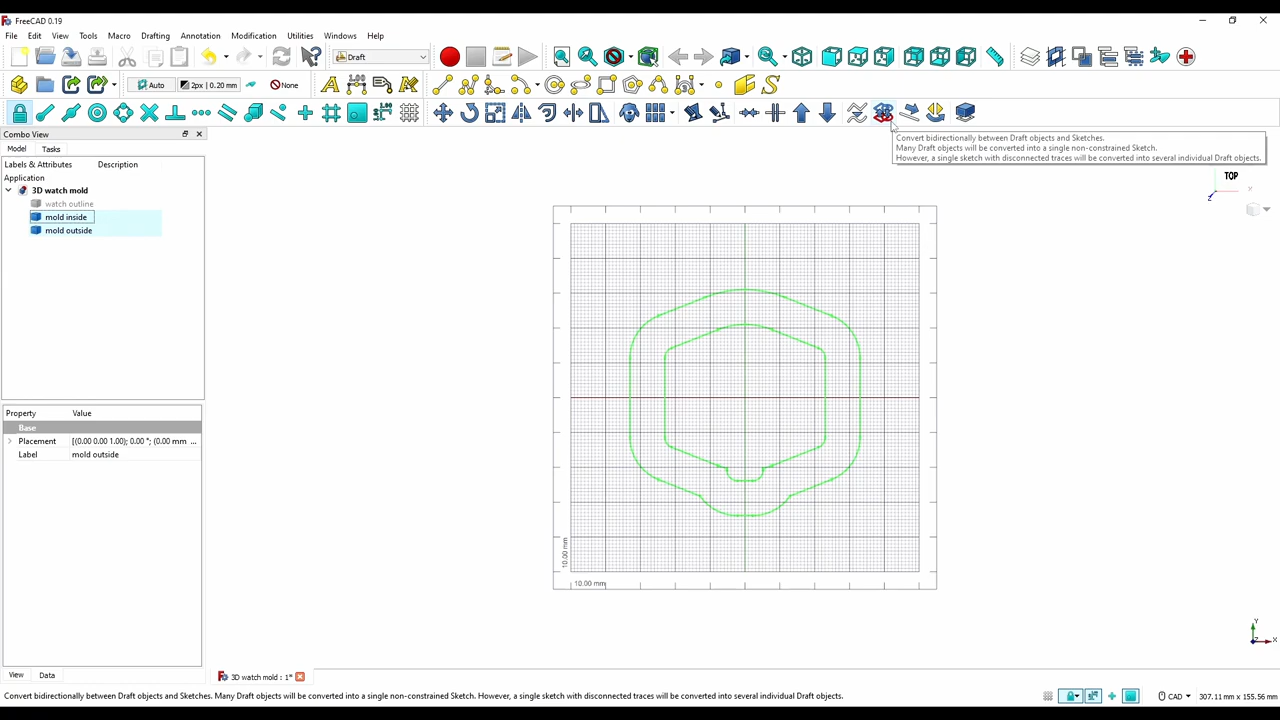 FreeCAD 0.19
File Edit View Tools Macro Drafting Annotation Modification Utilities Windows Help
Draft
Auto 2px | 0.20 mm None
Combo View
Model Tasks
Labels & Attributes Description
Application
3D watch mold
watch outline
mold inside
mold outside
Convert bidirectionally between Draft objects and Sketches.
Many Draft objects will be converted into a single non-constrained Sketch.
However, a single sketch with disconnected traces will be converted into several individual Draft objects.
TOP
x
z
Property Value
Base
Placement [(0.00 0.00 1.00); 0.00 °; (0.00 mm ...
Label mold outside
10.00 mm
10.00 mm
Y
X
View Data
3D watch mold : 1*
Convert bidirectionally between Draft objects and Sketches. Many Draft objects will be converted into a single non-constrained Sketch. However, a single sketch with disconnected traces will be converted into several individual Draft objects.
CAD 307.11 mm x 155.56 mm